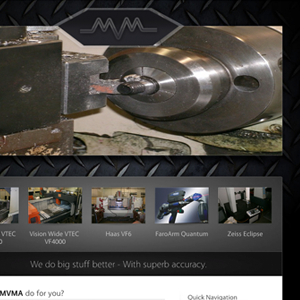 MVM
VTEC
Vision Wide VTEC
VF4000
Haas VF6
FaroArm Quantum
Zeiss Eclipse
We do big stuff better - With superb accuracy.
MVMA do for you?
Quick Navigation